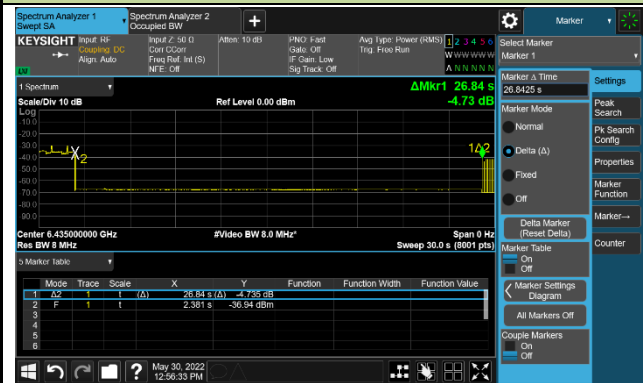 Spectrum Analyzer 1
Swept SA
Spectrum Analyzer 2
Occupied BW
+
Marker
KEYSIGHT
Input: RF
Coupling: DC
Align: Auto
Input Z: 50 Ω
Corr CCorr
Freq Ref: Int (S)
NFE: Off
Atten: 10 dB
PNO: Fast
Gate: Off
IF Gain: Low
Sig Track: Off
Avg Type: Power (RMS)
Trig: Free Run
1 2 3 4 5 6
W W W W W W
A N N N N N
LXI
Select Marker
Marker 1
1 Spectrum
Scale/Div 10 dB
Ref Level 0.00 dBm
ΔMkr1 26.84 s
-4.73 dB
Log
-10.0
-20.0
-30.0
-40.0
-50.0
-60.0
-70.0
-80.0
-90.0
2
1Δ2
Center 6.435000000 GHz
Res BW 8 MHz
#Video BW 8.0 MHz*
Span 0 Hz
Sweep 30.0 s (8001 pts)
5 Marker Table
Mode Trace Scale X Y Function Function Width Function Value
1 Δ2 1 t (Δ) 26.84 s (Δ) -4.735 dB
2 F 1 t 2.381 s -36.94 dBm
3
4
5
6
Marker Δ Time
26.8425 s
Marker Mode
Normal
Delta (Δ)
Fixed
Off
Delta Marker
(Reset Delta)
Marker Table
On
Off
Marker Settings
Diagram
All Markers Off
Couple Markers
On
Off
Settings
Peak
Search
Pk Search
Config
Properties
Marker
Function
Marker→
Counter
?
May 30, 2022
12:56:33 PM